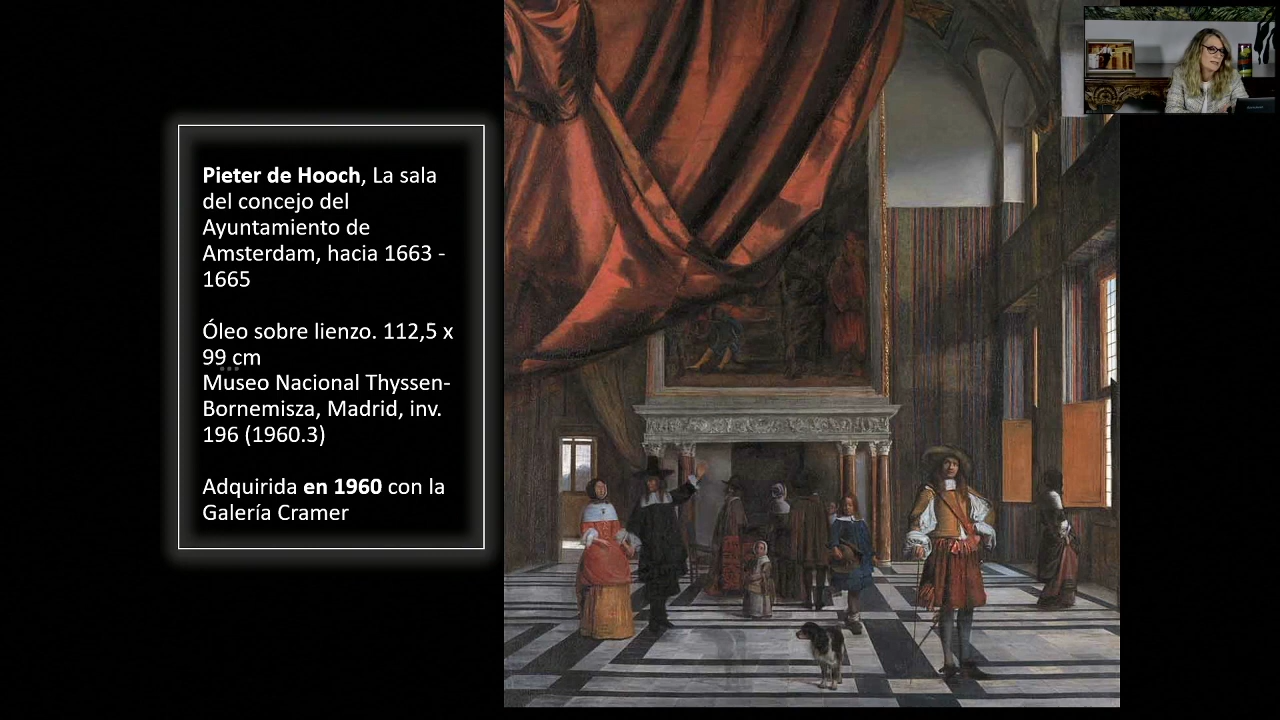 Pieter de Hooch, La sala
del concejo del
Ayuntamiento de
Amsterdam, hacia 1663 -
1665
Óleo sobre lienzo. 112,5 x
99 cm
Museo Nacional Thyssen-
Bornemisza, Madrid, inv.
196 (1960.3)
Adquirida en 1960 con la
Galería Cramer